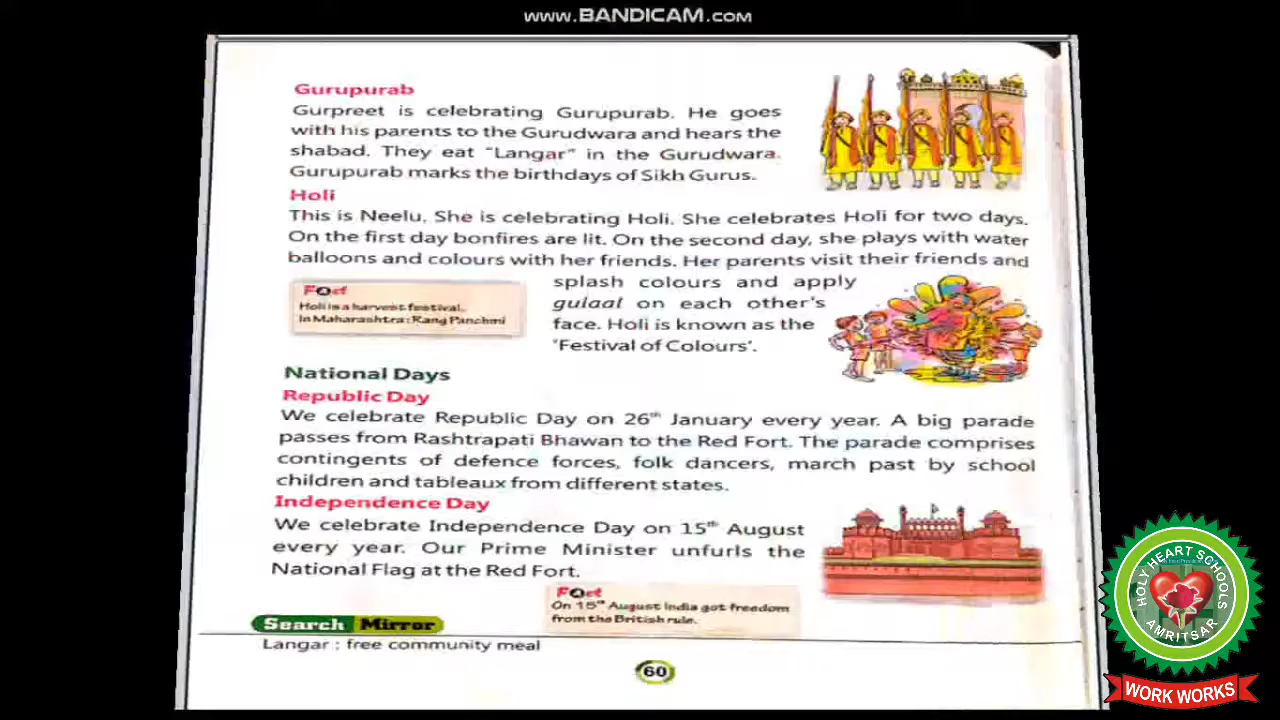 www.BANDICAM.com
Gurupurab
Gurpreet is celebrating Gurupurab. He goes
with his parents to the Gurudwara and hears the
shabad. They eat "Langar" in the Gurudwara.
Gurupurab marks the birthdays of Sikh Gurus.
Holi
This is Neelu. She is celebrating Holi. She celebrates Holi for two days.
On the first day bonfires are lit. On the second day, she plays with water
balloons and colours with her friends. Her parents visit their friends and
splash colours and apply
gulaal on each other's
face. Holi is known as the
'Festival of Colours'.
Fact
Holi is a harvest festival.
In Maharashtra : Rang Panchmi
National Days
Republic Day
We celebrate Republic Day on 26th January every year. A big parade
passes from Rashtrapati Bhawan to the Red Fort. The parade comprises
contingents of defence forces, folk dancers, march past by school
children and tableaux from different states.
Independence Day
We celebrate Independence Day on 15th August
every year. Our Prime Minister unfurls the
National Flag at the Red Fort.
Fact
On 15th August India got freedom
from the British rule.
Search Mirror
Langar : free community meal
60
HOLY HEART SCHOOLS
AMRITSAR
WORK WORKS